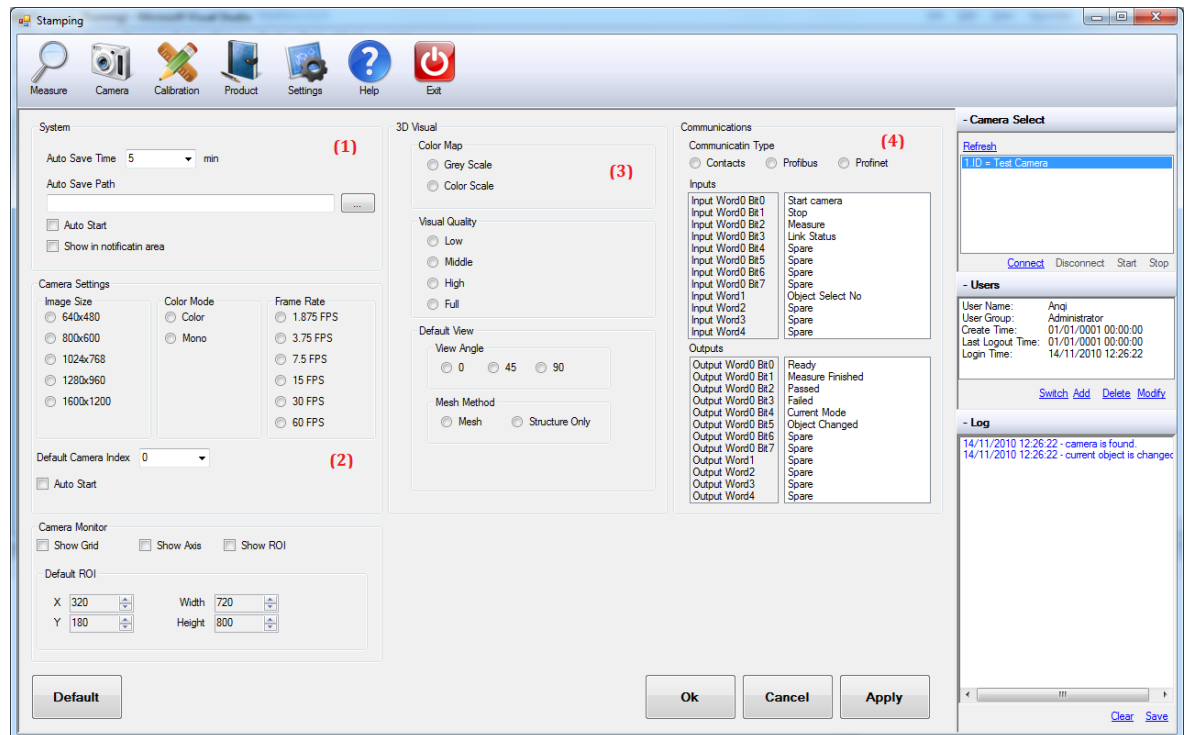 Stamping
Measure Camera Calibration Product Settings Help Exit
System
(1)
Auto Save Time 5 min
Auto Save Path
...
Auto Start
Show in notificatin area
Camera Settings
Image Size
640x480
800x600
1024x768
1280x960
1600x1200
Color Mode
Color
Mono
Frame Rate
1.875 FPS
3.75 FPS
7.5 FPS
15 FPS
30 FPS
60 FPS
Default Camera Index 0
(2)
Auto Start
Camera Monitor
Show Grid Show Axis Show ROI
Default ROI
X 320 Width 720
Y 180 Height 800
3D Visual
Color Map
Grey Scale
Color Scale
(3)
Visual Quality
Low
Middle
High
Full
Default View
View Angle
0 45 90
Mesh Method
Mesh Structure Only
Communications
(4)
Communicatin Type
Contacts Profibus Profinet
Inputs
Input Word0 Bit0 Start camera
Input Word0 Bit1 Stop
Input Word0 Bit2 Measure
Input Word0 Bit3 Link Status
Input Word0 Bit4 Spare
Input Word0 Bit5 Spare
Input Word0 Bit6 Spare
Input Word0 Bit7 Spare
Input Word1 Object Select No
Input Word2 Spare
Input Word3 Spare
Input Word4 Spare
Outputs
Output Word0 Bit0 Ready
Output Word0 Bit1 Measure Finished
Output Word0 Bit2 Passed
Output Word0 Bit3 Failed
Output Word0 Bit4 Current Mode
Output Word0 Bit5 Object Changed
Output Word0 Bit6 Spare
Output Word0 Bit7 Spare
Output Word1 Spare
Output Word2 Spare
Output Word3 Spare
Output Word4 Spare
Default
Ok Cancel Apply
- Camera Select
Refresh
1.ID = Test Camera
Connect Disconnect Start Stop
- Users
User Name: Anqi
User Group: Administrator
Create Time: 01/01/0001 00:00:00
Last Logout Time: 01/01/0001 00:00:00
Login Time: 14/11/2010 12:26:22
Switch Add Delete Modify
- Log
14/11/2010 12:26:22 - camera is found.
14/11/2010 12:26:22 - current object is changed
Clear Save